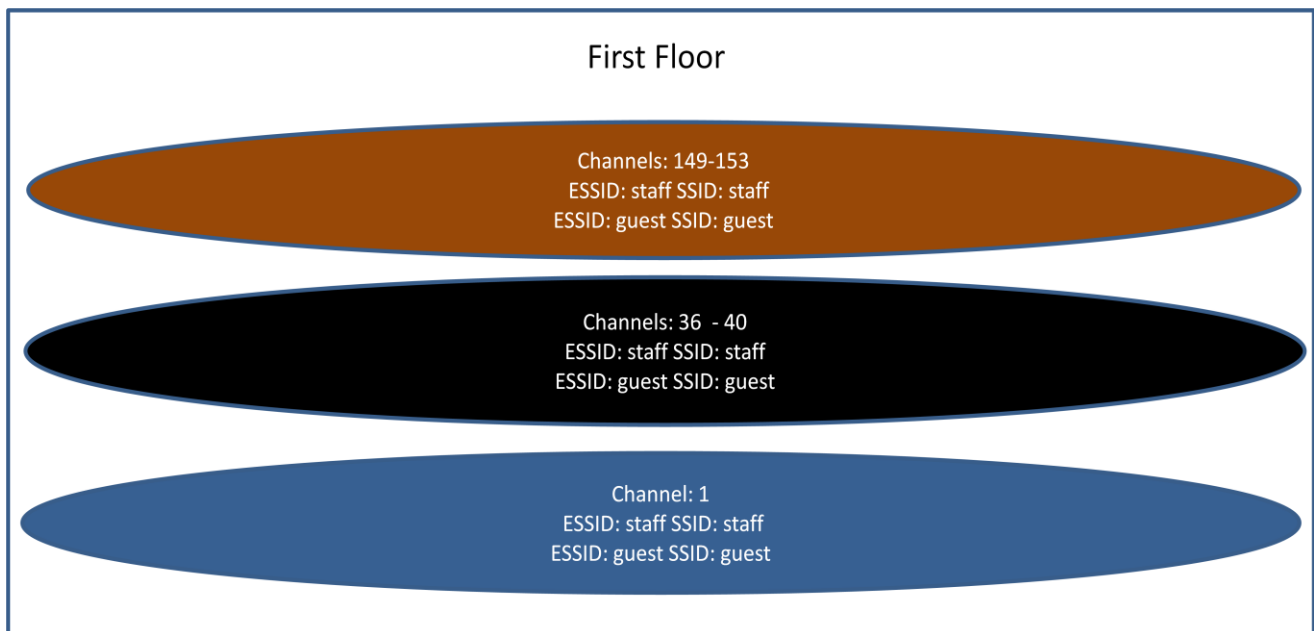 First Floor
Channels: 149-153
ESSID: staff SSID: staff
ESSID: guest SSID: guest
Channels: 36 - 40
ESSID: staff SSID: staff
ESSID: guest SSID: guest
Channel: 1
ESSID: staff SSID: staff
ESSID: guest SSID: guest